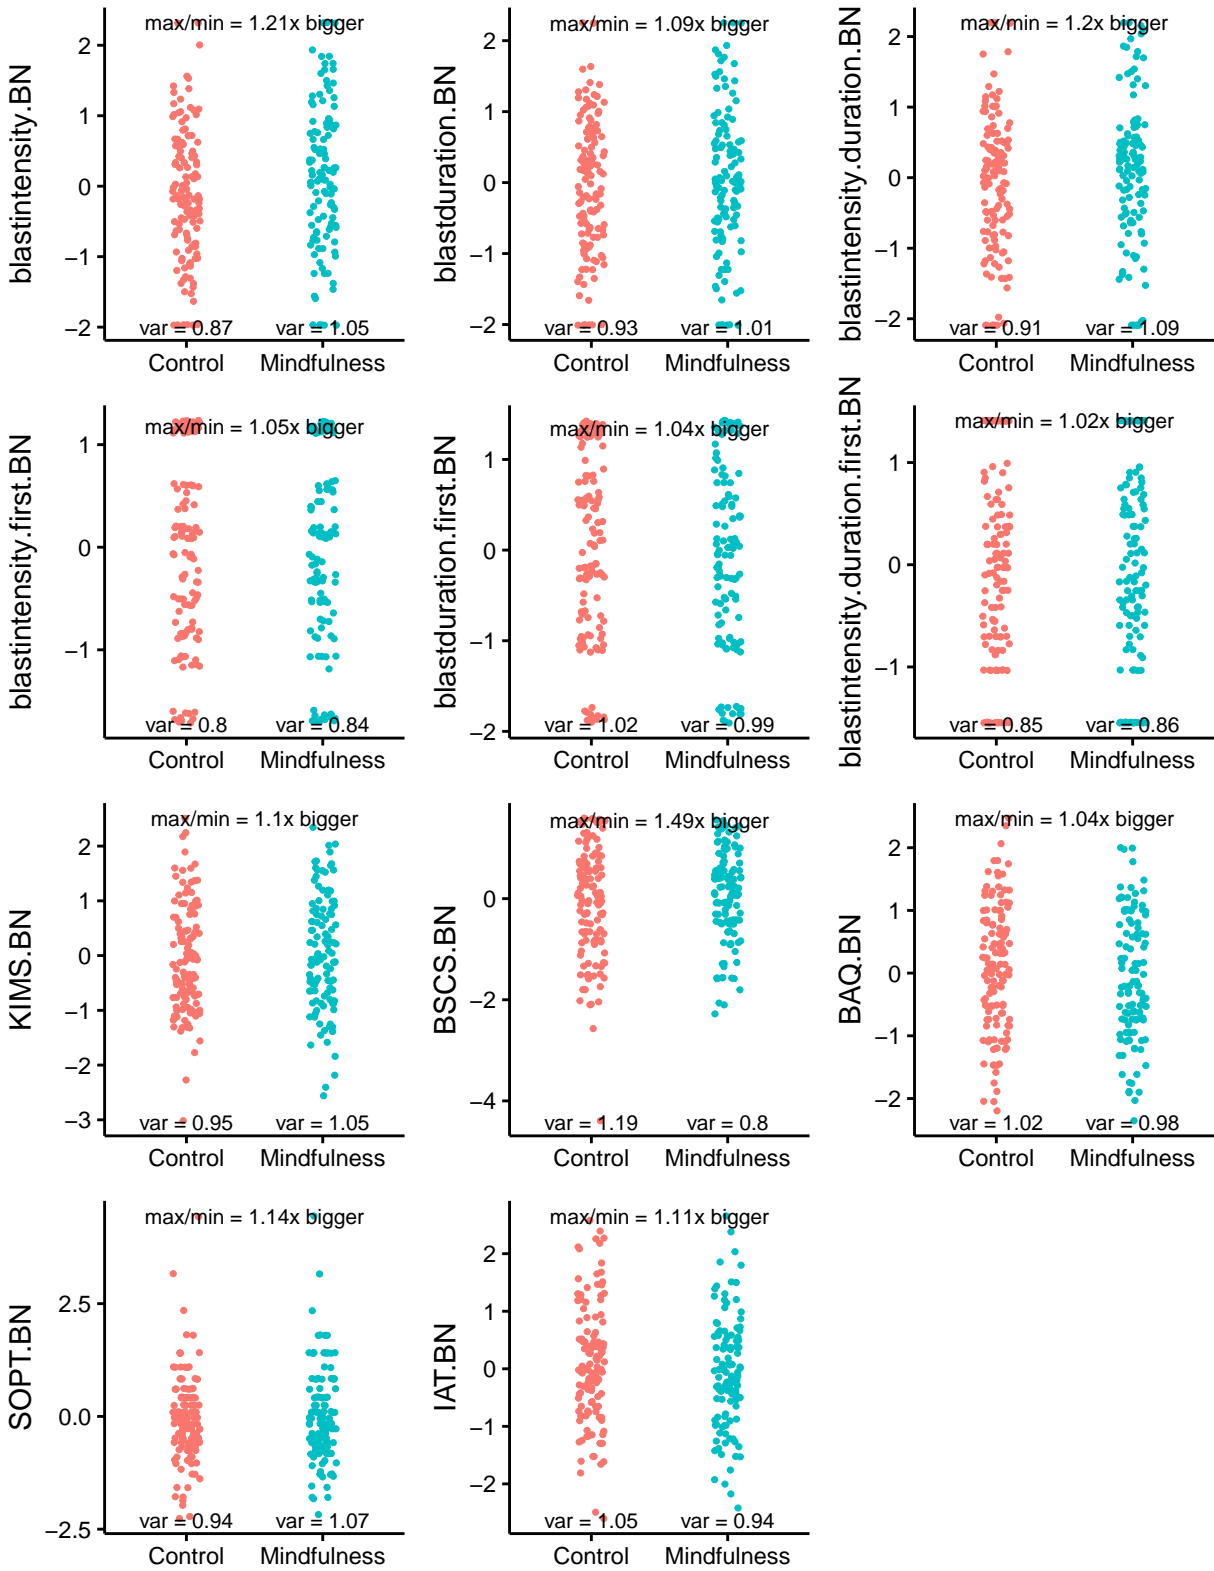 blastintensity.BN
max/min = 1.21x bigger
2
1
0
−1
−2
var = 0.87
var = 1.05
Control
Mindfulness
blastduration.BN
max/min = 1.09x bigger
2
1
0
−1
−2
var = 0.93
var = 1.01
Control
Mindfulness
blastintensity.duration.BN
max/min = 1.2x bigger
2
1
0
−1
−2
var = 0.91
var = 1.09
Control
Mindfulness
blastintensity.first.BN
max/min = 1.05x bigger
1
0
−1
var = 0.8
var = 0.84
Control
Mindfulness
blastduration.first.BN
max/min = 1.04x bigger
1
0
−1
−2
var = 1.02
var = 0.99
Control
Mindfulness
blastintensity.duration.first.BN
max/min = 1.02x bigger
1
0
−1
var = 0.85
var = 0.86
Control
Mindfulness
KIMS.BN
max/min = 1.1x bigger
2
1
0
−1
−2
−3
var = 0.95
var = 1.05
Control
Mindfulness
BSCS.BN
max/min = 1.49x bigger
0
−2
−4
var = 1.19
var = 0.8
Control
Mindfulness
BAQ.BN
max/min = 1.04x bigger
2
1
0
−1
−2
var = 1.02
var = 0.98
Control
Mindfulness
SOPT.BN
max/min = 1.14x bigger
2.5
0.0
−2.5
var = 0.94
var = 1.07
Control
Mindfulness
IAT.BN
max/min = 1.11x bigger
2
1
0
−1
−2
var = 1.05
var = 0.94
Control
Mindfulness